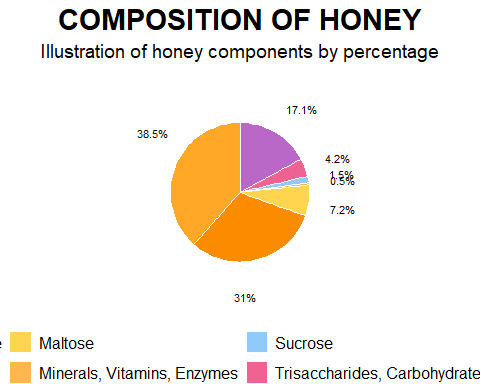 COMPOSITION OF HONEY
Illustration of honey components by percentage
17.1%
38.5%
4.2%
1.5%
0.5%
7.2%
31%
e Maltose Sucrose
Minerals, Vitamins, Enzymes Trisaccharides, Carbohydrate